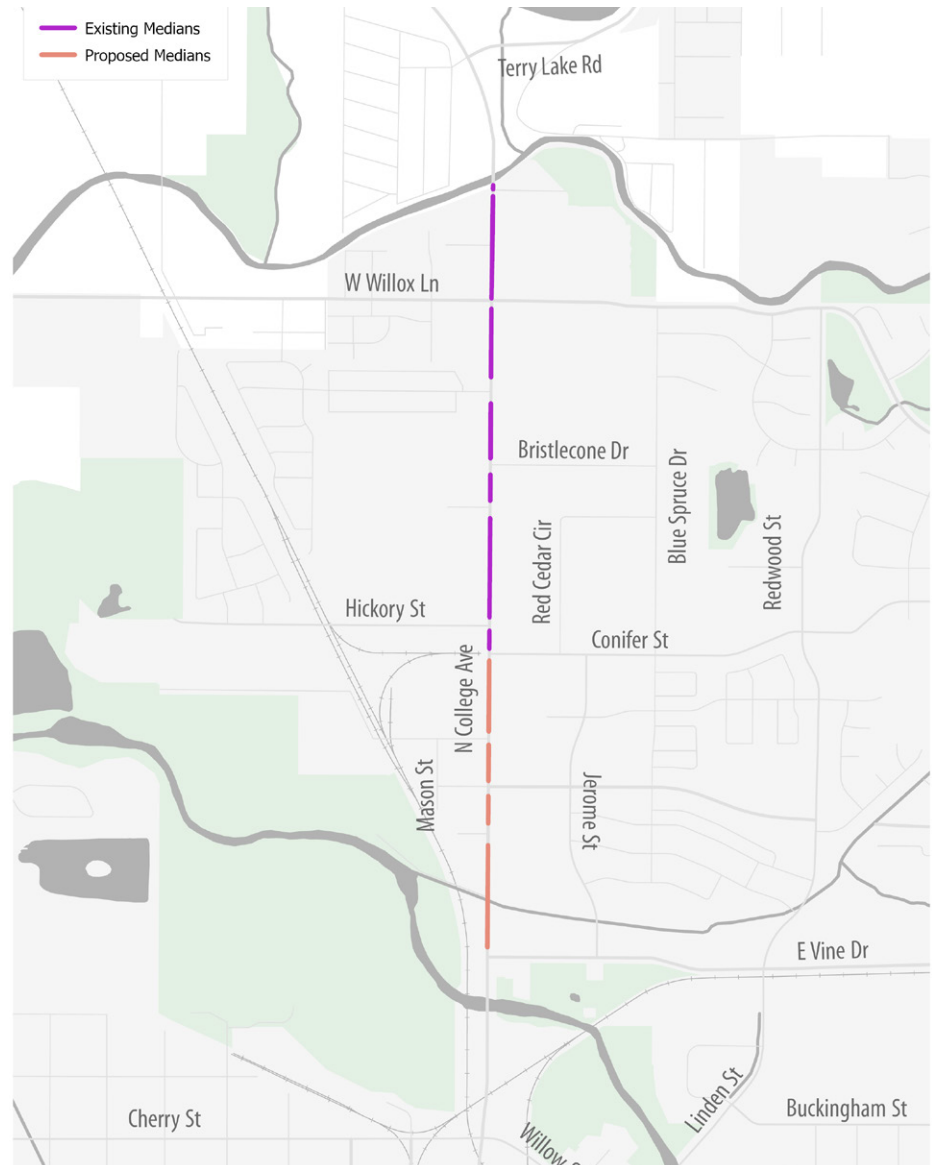 Existing Medians
Proposed Medians
Terry Lake Rd
W Willox Ln
Bristlecone Dr
Blue Spruce Dr
Red Cedar Cir
Redwood St
Hickory St
Conifer St
N College Ave
Mason St
Jerome St
E Vine Dr
Linden St
Buckingham St
Cherry St
Willow